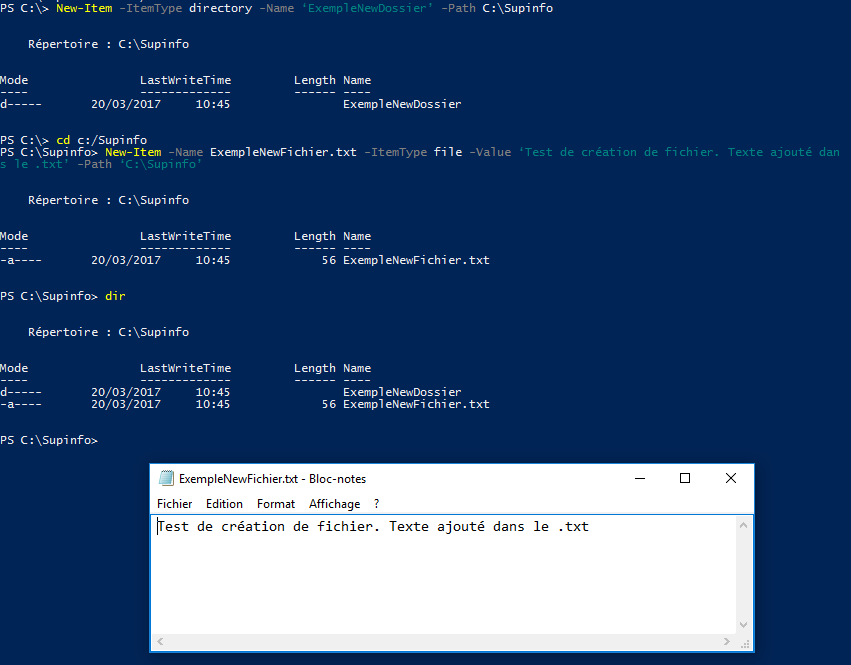 PS C:\> New-Item -ItemType directory -Name ‘ExempleNewDossier’ -Path C:\Supinfo
Répertoire : C:\Supinfo
Mode LastWriteTime Length Name
---- ------------- ------ ----
d----- 20/03/2017 10:45 ExempleNewDossier
PS C:\> cd c:/Supinfo
PS C:\Supinfo> New-Item -Name ExempleNewFichier.txt -ItemType file -Value ‘Test de création de fichier. Texte ajouté dan
s le .txt’ -Path ‘C:\Supinfo’
Répertoire : C:\Supinfo
Mode LastWriteTime Length Name
---- ------------- ------ ----
-a---- 20/03/2017 10:45 56 ExempleNewFichier.txt
PS C:\Supinfo> dir
Répertoire : C:\Supinfo
Mode LastWriteTime Length Name
---- ------------- ------ ----
d----- 20/03/2017 10:45 ExempleNewDossier
-a---- 20/03/2017 10:45 56 ExempleNewFichier.txt
PS C:\Supinfo>
ExempleNewFichier.txt - Bloc-notes
Fichier Edition Format Affichage ?
Test de création de fichier. Texte ajouté dans le .txt